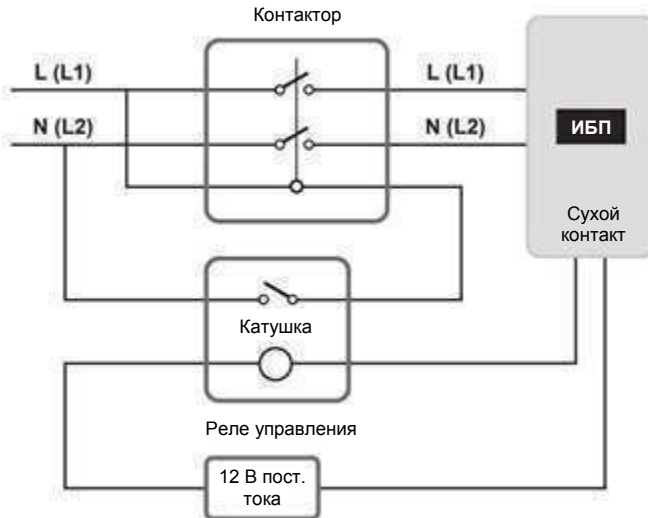 Контактор
L (L1)
L (L1)
N (L2)
N (L2)
ИБП
Сухой
контакт
Катушка
Реле управления
12 В пост.
тока